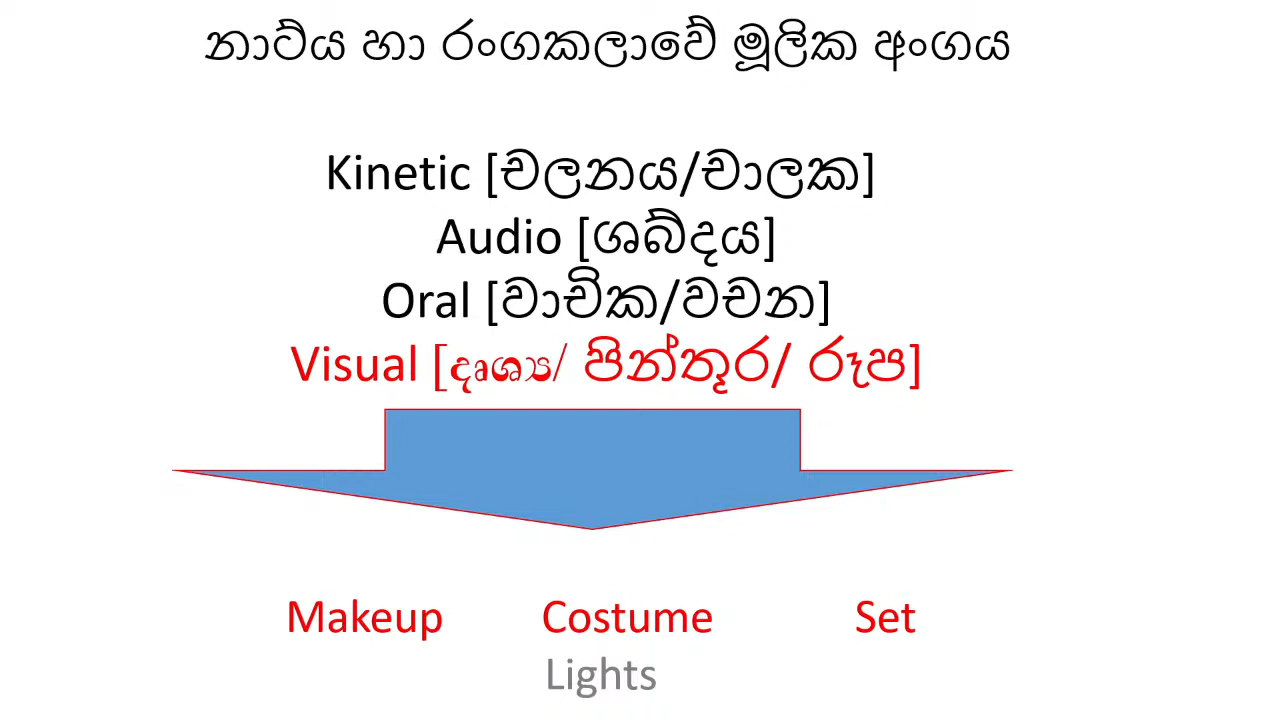 නාට්ය හා රංගකලාවේ මූලික අංගය
Kinetic [චලනය/චාලක]
Audio [ශබ්දය]
Oral [වාචික/වචන]
Visual [දෘශ්‍ය/ පින්තූර/ රූප]
Makeup Costume Set
Lights